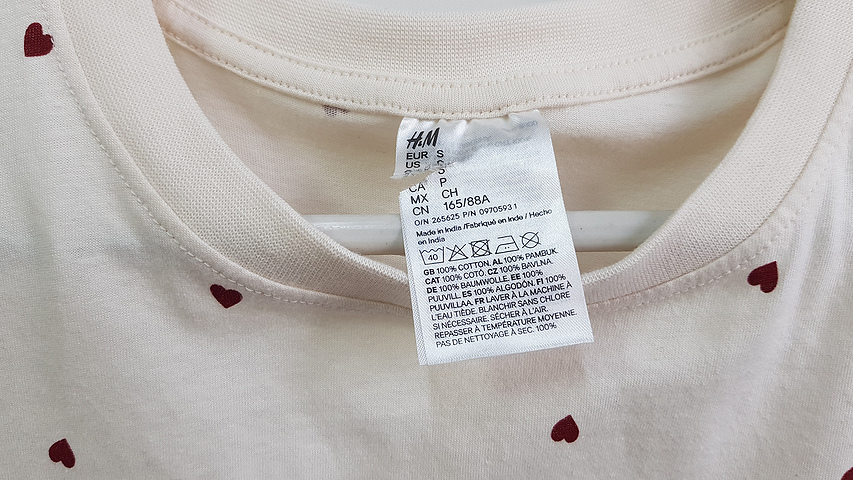 H&M
EUR S
US S
CA P
MX CH
CN 165/88A
O/N 265625 P/N 0970593 1
Made in India /Fabriqué en Inde / Hecho
en India
40
GB 100% COTTON. AL 100% PAMBUK.
CAT 100% COTÓ. CZ 100% BAVLNA.
DE 100% BAUMWOLLE. EE 100%
PUUVILL. ES 100% ALGODÓN. FI 100%
PUUVILLAA. FR LAVER À LA MACHINE À
L'EAU TIÈDE. BLANCHIR SANS CHLORE
SI NÉCESSAIRE. SÉCHER À L'AIR.
REPASSER À TEMPÉRATURE MOYENNE.
PAS DE NETTOYAGE À SEC. 100%